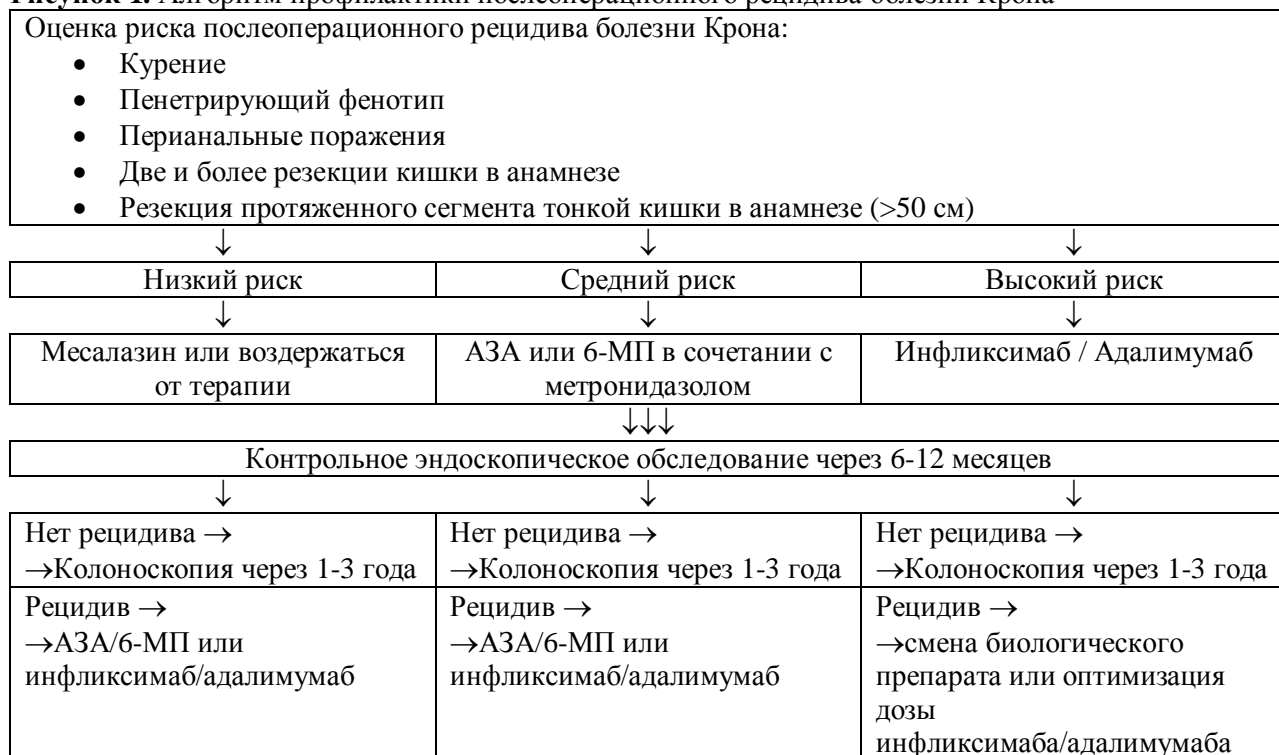 Рисунок 1. Алгоритм профилактики послеоперационного рецидива болезни Крона
Оценка риска послеоперационного рецидива болезни Крона:
• Курение
• Пенетрирующий фенотип
• Перианальные поражения
• Две и более резекции кишки в анамнезе
• Резекция протяженного сегмента тонкой кишки в анамнезе (>50 см)
↓ ↓ ↓
Низкий риск Средний риск Высокий риск
↓ ↓ ↓
Месалазин или воздержаться от терапии
АЗА или 6-МП в сочетании с метронидазолом
Инфликсимаб / Адалимумаб
↓↓↓
Контрольное эндоскопическое обследование через 6-12 месяцев
↓ ↓ ↓
Нет рецидива →
→Колоноскопия через 1-3 года
Нет рецидива →
→Колоноскопия через 1-3 года
Нет рецидива →
→Колоноскопия через 1-3 года
Рецидив →
→АЗА/6-МП или
инфликсимаб/адалимумаб
Рецидив →
→АЗА/6-МП или
инфликсимаб/адалимумаб
Рецидив →
→смена биологического
препарата или оптимизация
дозы
инфликсимаба/адалимумаба